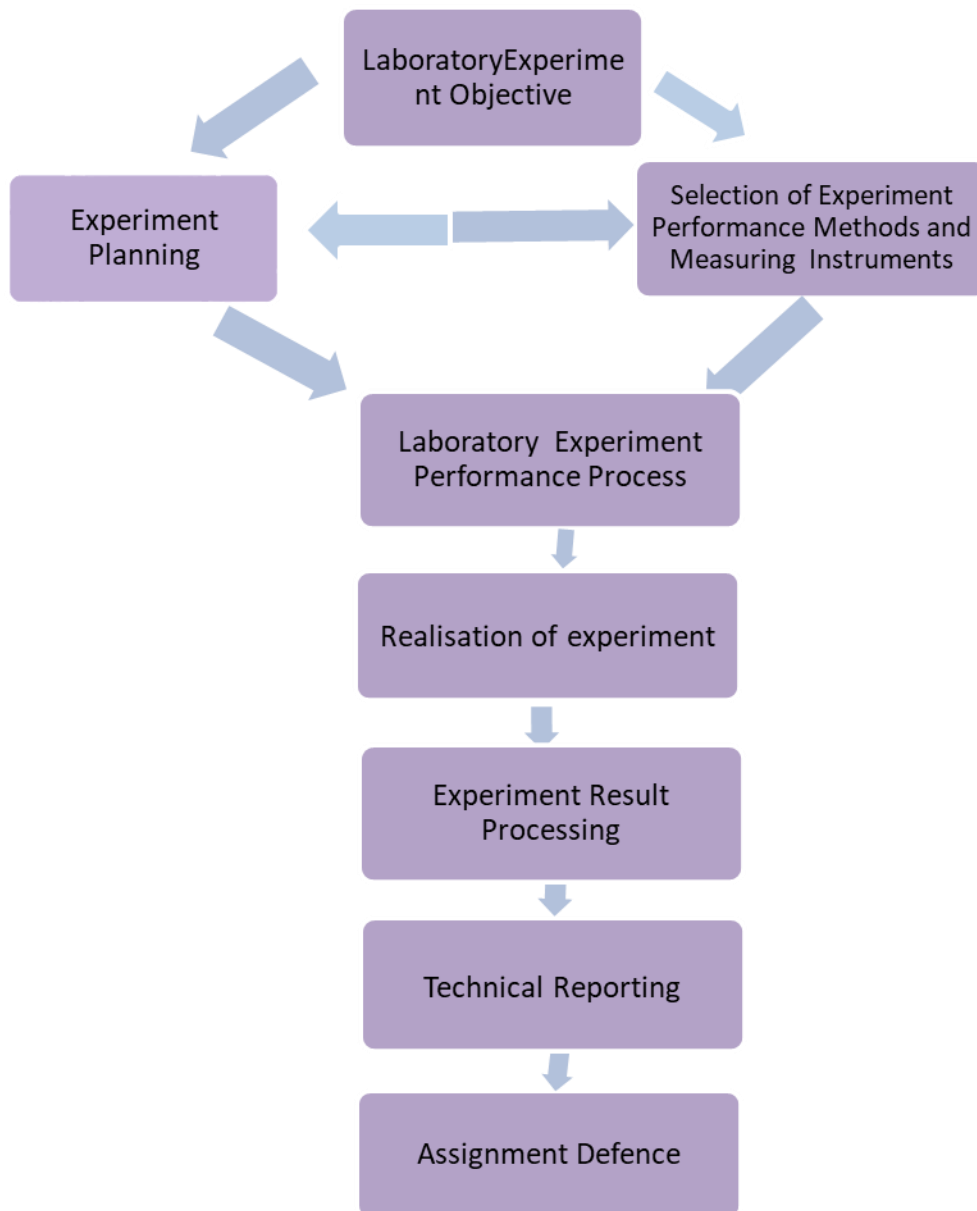 LaboratoryExperime
nt Objective
Experiment
Planning
Selection of Experiment
Performance Methods and
Measuring Instruments
Laboratory Experiment
Performance Process
Realisation of experiment
Experiment Result
Processing
Technical Reporting
Assignment Defence